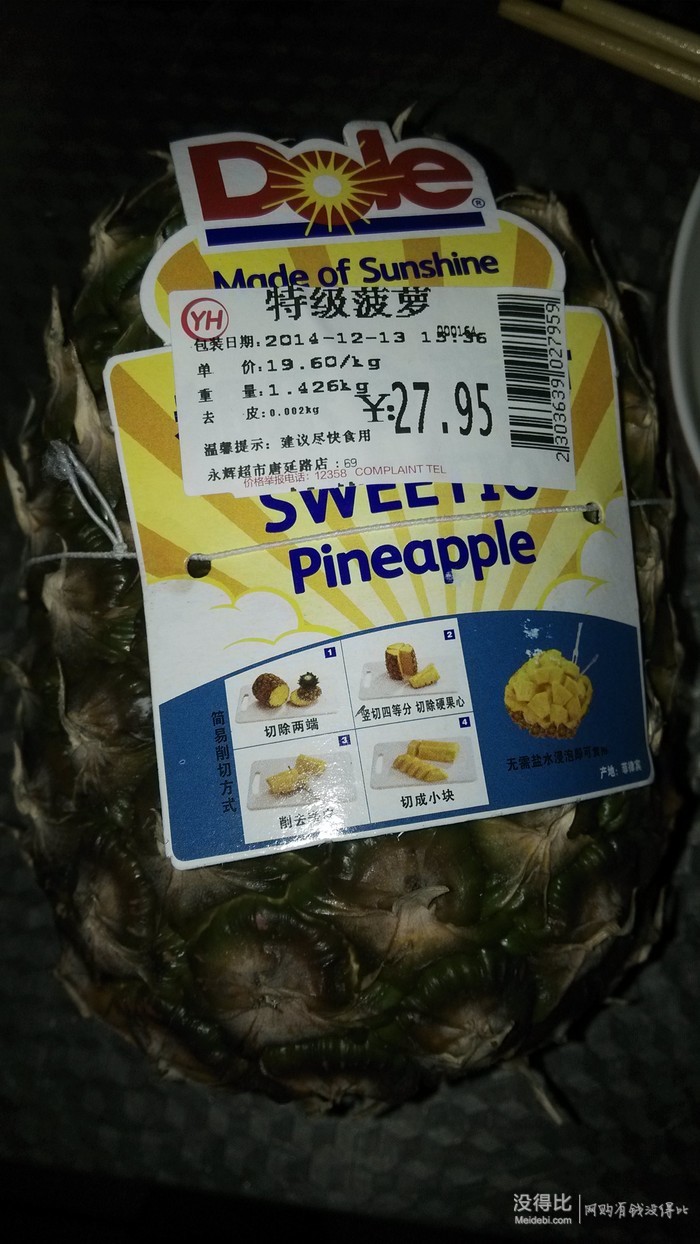 Dole®
Made of Sunshine
YH
特级菠萝
包装日期:2014-12-13 15:36
000164
单 价:19.60/kg
重 量:1.426kg
去 皮:0.002kg
¥:27.95
温馨提示: 建议尽快食用
永辉超市唐延路店:69
价格举报电话: 12358 COMPLAINT TEL
2303639027959
SWEETIO
Pineapple
简易削切方式
1
切除两端
2
竖切四等分 切除硬果心
3
削去
4
切成小块
无需盐水浸泡即可食用
产地: 菲律宾
没得比
Meidebi.com
网购有钱没得比